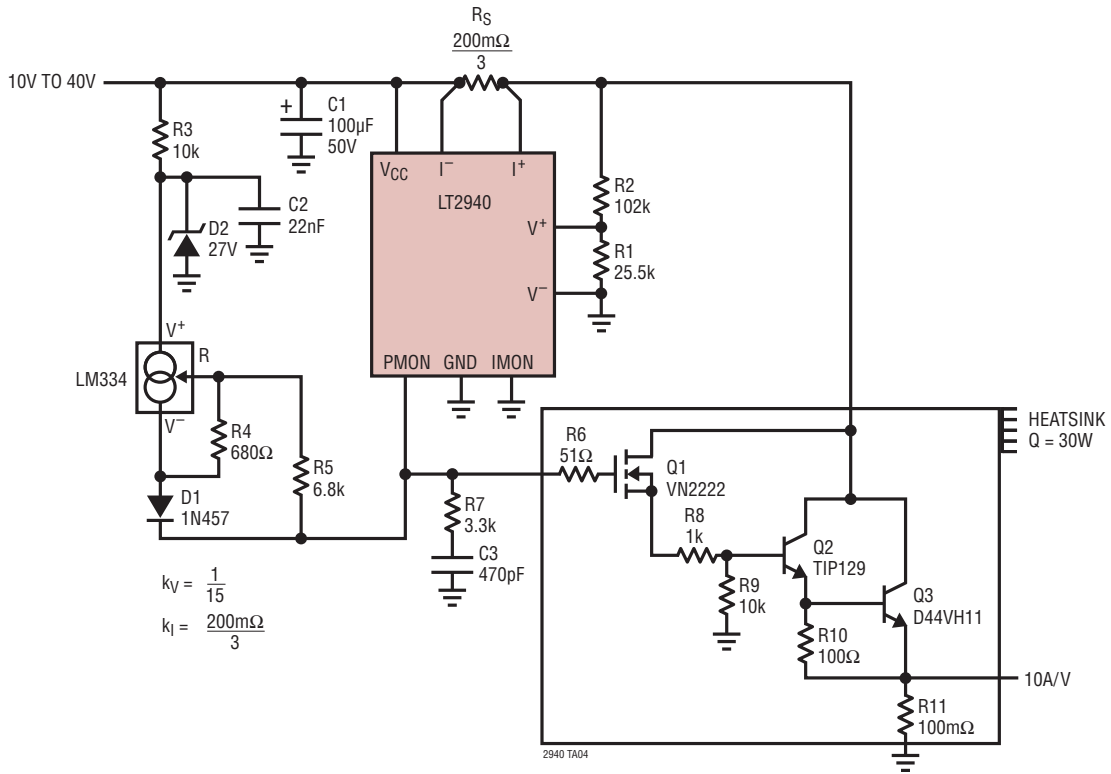 RS
200mΩ
3
10V TO 40V
+
C1
100µF
50V
R3
10k
VCC
I−
I+
LT2940
R2
102k
C2
22nF
V+
D2
27V
R1
25.5k
V−
V+
R
PMON
GND
IMON
LM334
V−
HEATSINK
Q = 30W
R4
680Ω
R6
51Ω
R5
6.8k
Q1
VN2222
D1
1N457
R7
3.3k
R8
1k
Q2
TIP129
C3
470pF
kV = 1
15
R9
10k
Q3
D44VH11
kI = 200mΩ
3
R10
100Ω
10A/V
R11
100mΩ
2940 TA04